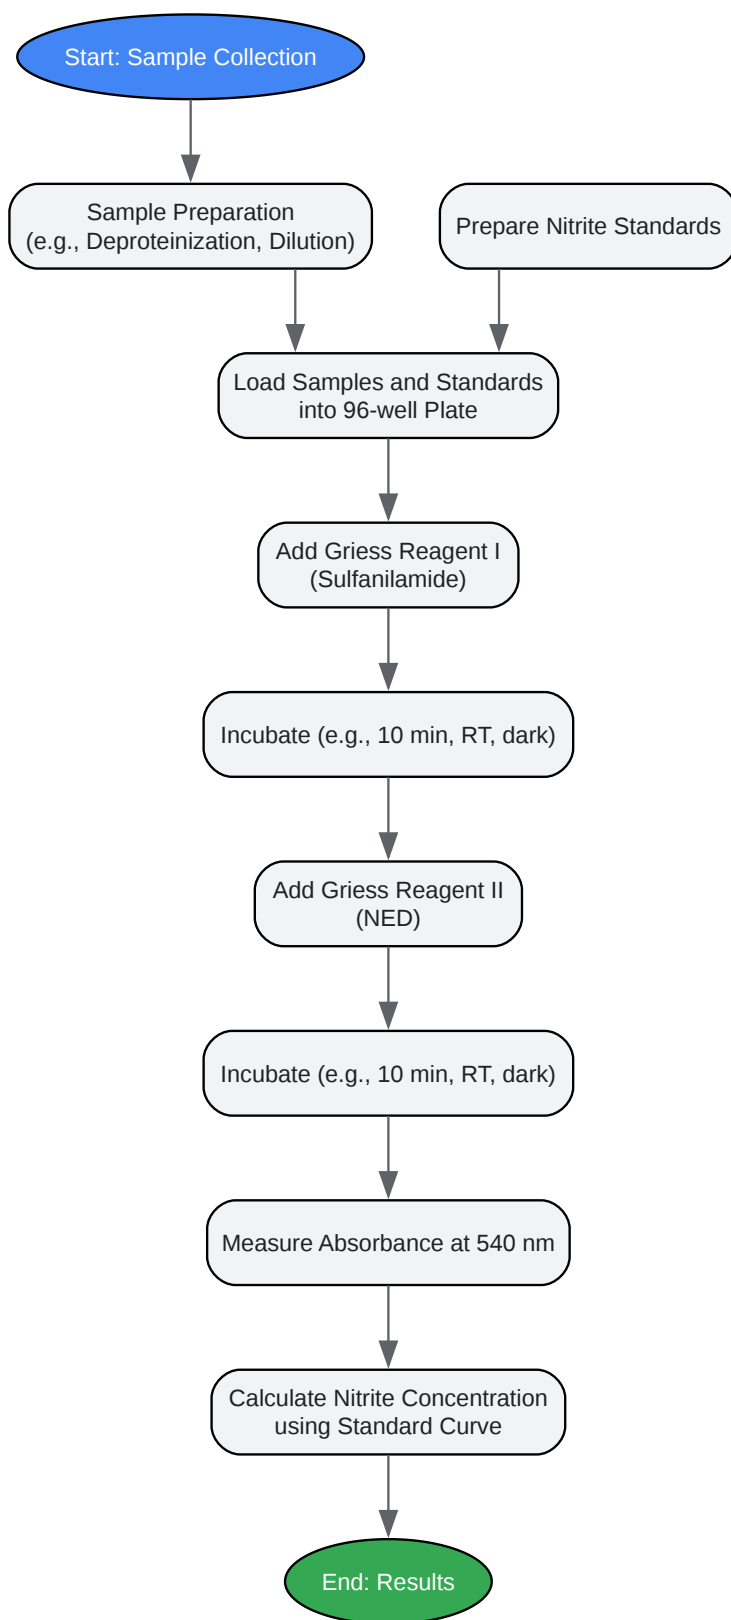 Start: Sample Collection
Sample Preparation
(e.g., Deproteinization, Dilution)
Prepare Nitrite Standards
Load Samples and Standards
into 96-well Plate
Add Griess Reagent I
(Sulfanilamide)
Incubate (e.g., 10 min, RT, dark)
Add Griess Reagent II
(NED)
Incubate (e.g., 10 min, RT, dark)
Measure Absorbance at 540 nm
Calculate Nitrite Concentration
using Standard Curve
End: Results